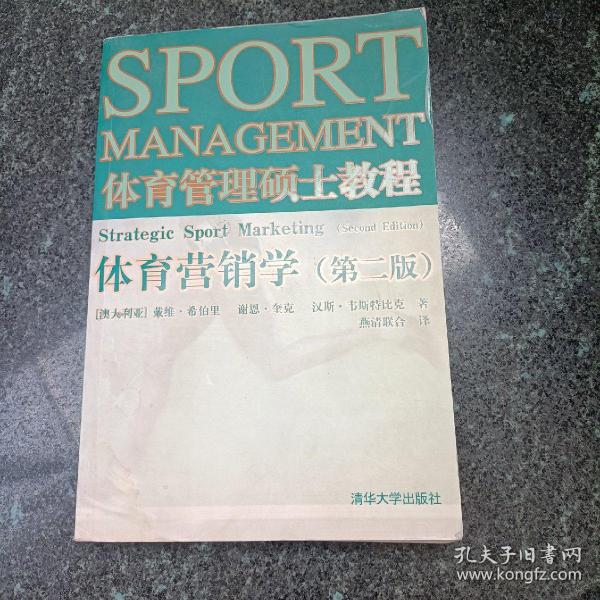 SPORT
MANAGEMENT
体育管理硕士教程
Strategic Sport Marketing (Second Edition)
体育营销学(第二版)
[澳大利亚] 戴维·希伯里 谢恩·奎克 汉斯·韦斯特比克 著
燕清联合 译
清华大学出版社
孔夫子旧书网
www.kongfz.com